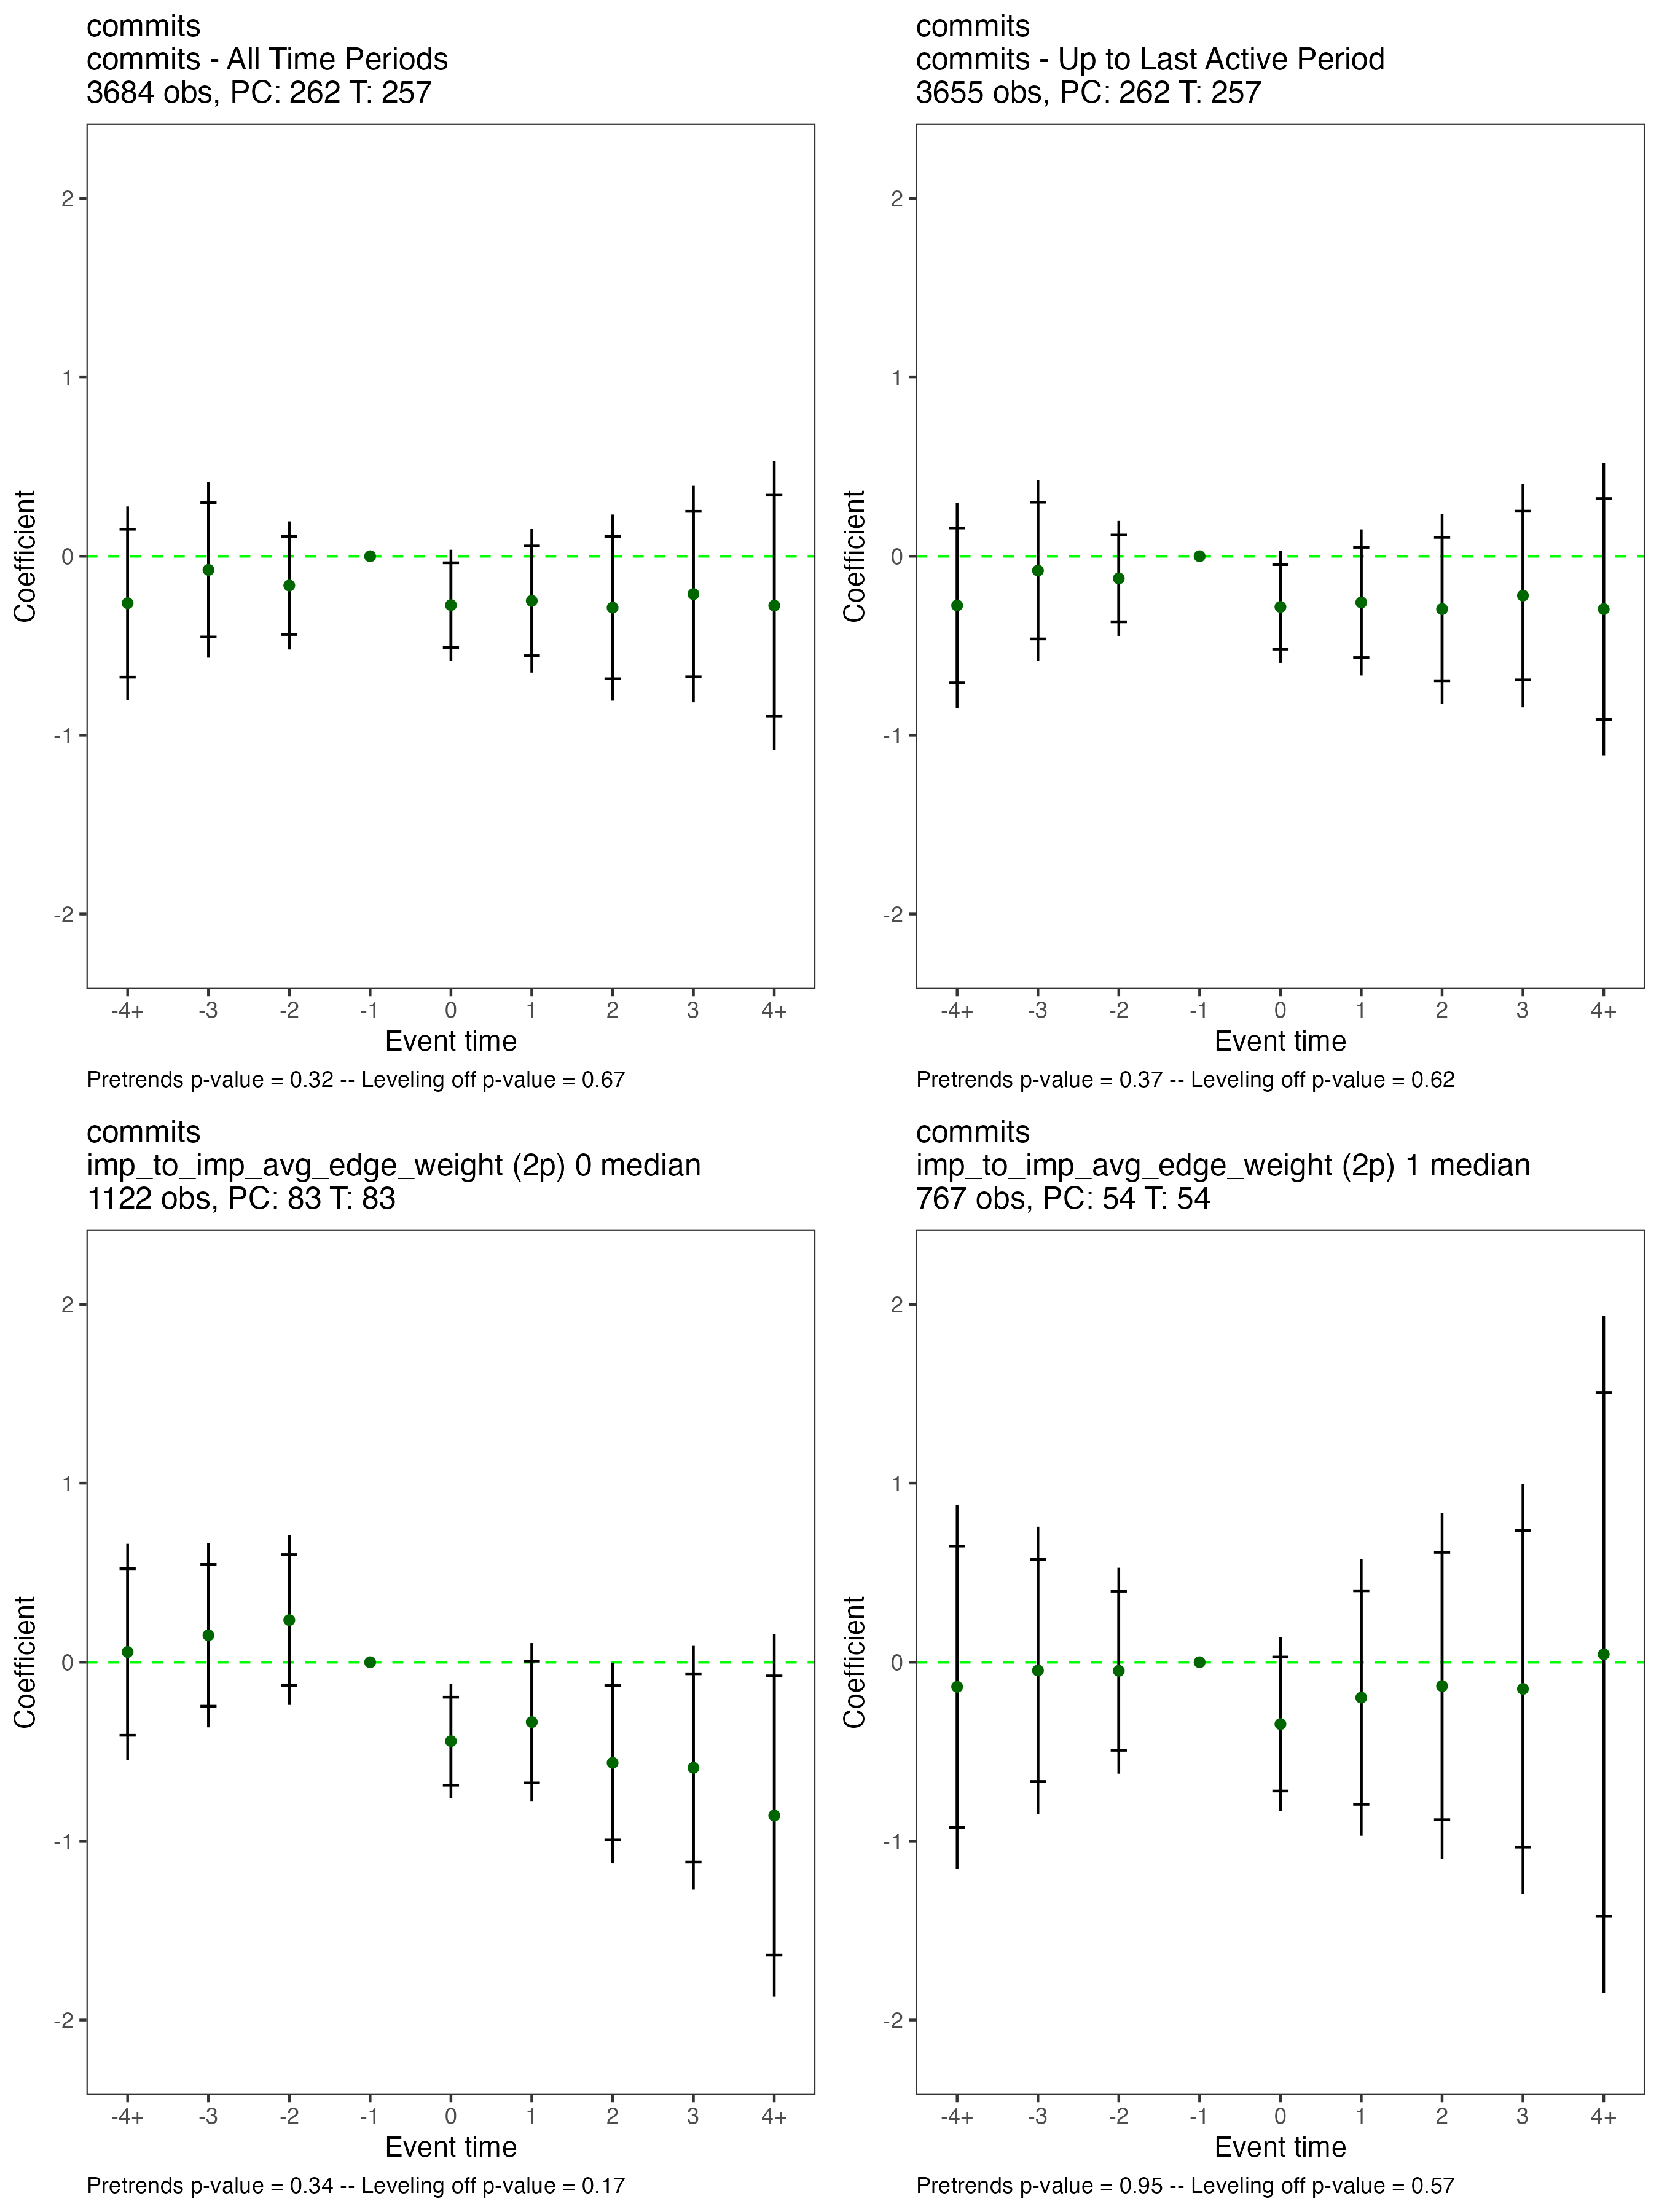 commits
commits - All Time Periods
3684 obs, PC: 262 T: 257
2
1
0
-1
-2
Coefficient
-4+ -3 -2 -1 0 1 2 3 4+
Event time
Pretrends p-value = 0.32 -- Leveling off p-value = 0.67
commits
commits - Up to Last Active Period
3655 obs, PC: 262 T: 257
2
1
0
-1
-2
Coefficient
-4+ -3 -2 -1 0 1 2 3 4+
Event time
Pretrends p-value = 0.37 -- Leveling off p-value = 0.62
commits
imp_to_imp_avg_edge_weight (2p) 0 median
1122 obs, PC: 83 T: 83
2
1
0
-1
-2
Coefficient
-4+ -3 -2 -1 0 1 2 3 4+
Event time
Pretrends p-value = 0.34 -- Leveling off p-value = 0.17
commits
imp_to_imp_avg_edge_weight (2p) 1 median
767 obs, PC: 54 T: 54
2
1
0
-1
-2
Coefficient
-4+ -3 -2 -1 0 1 2 3 4+
Event time
Pretrends p-value = 0.95 -- Leveling off p-value = 0.57